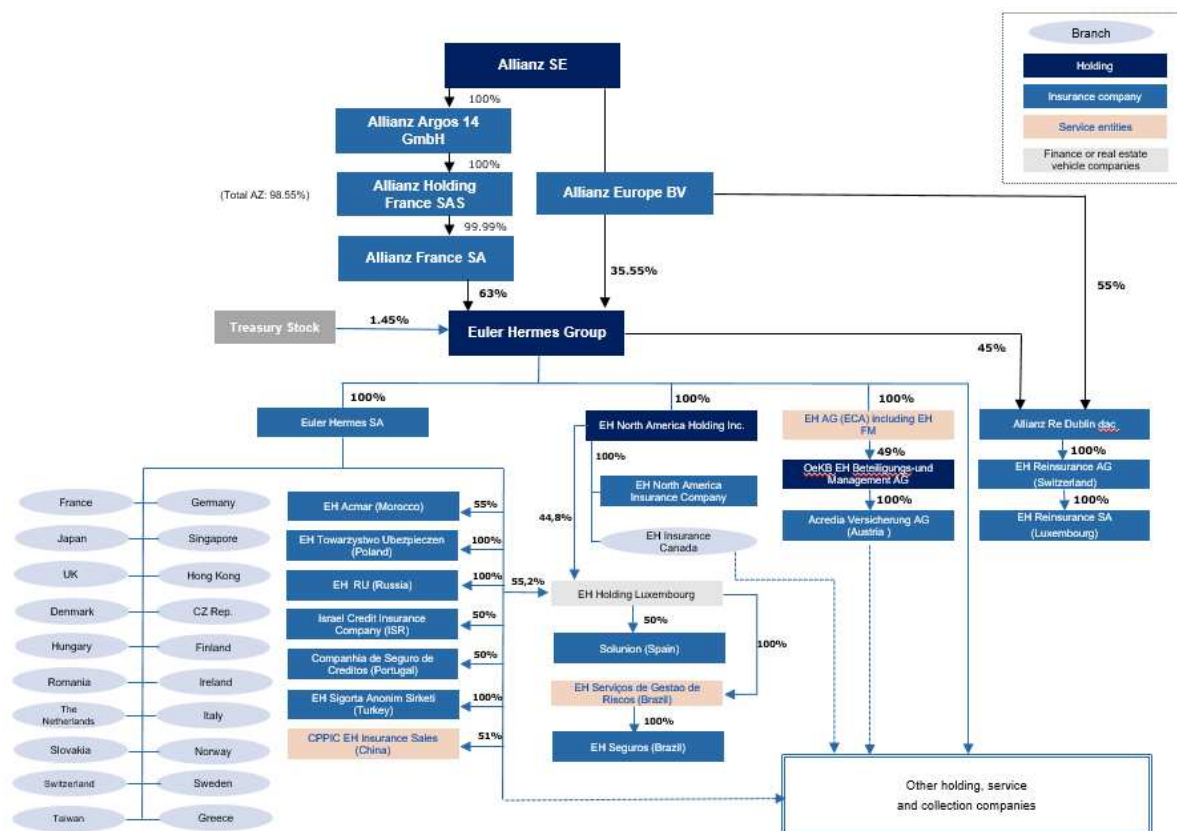 Branch
Holding
Insurance company
Service entities
Finance or real estate
vehicle companies
Allianz SE
100%
Allianz Argos 14
GmbH
100%
(Total AZ: 98.55%)
Allianz Holding
France SAS
Allianz Europe BV
99.99%
Allianz France SA
35.55%
55%
63%
Treasury Stock
1.45%
Euler Hermes Group
45%
100%
100%
100%
Euler Hermes SA
EH North America Holding Inc.
EH AG (ECA) including EH
FM
Allianz Re Dublin dac
100%
49%
100%
EH North America
Insurance Company
OeKB EH Beteiligungs-und
Management AG
EH Reinsurance AG
(Switzerland)
100%
100%
44,8%
EH Insurance
Canada
Acredia Versicherung AG
(Austria )
EH Reinsurance SA
(Luxembourg)
France
Germany
Japan
Singapore
UK
Hong Kong
Denmark
CZ Rep.
Hungary
Finland
Romania
Ireland
The
Netherlands
Italy
Slovakia
Norway
Switzerland
Sweden
Taiwan
Greece
EH Acmar (Morocco)
55%
EH Towarzystwo Ubezpieczen
(Poland)
100%
EH RU (Russia)
100%
55,2%
Israel Credit Insurance
Company (ISR)
50%
Companhia de Seguro de
Creditos (Portugal)
50%
EH Sigorta Anonim Sirketi
(Turkey)
100%
CPPIC EH Insurance Sales
(China)
51%
EH Holding Luxembourg
50%
100%
Solunion (Spain)
EH Serviços de Gestao de
Riscos (Brazil)
100%
EH Seguros (Brazil)
Other holding, service
and collection companies